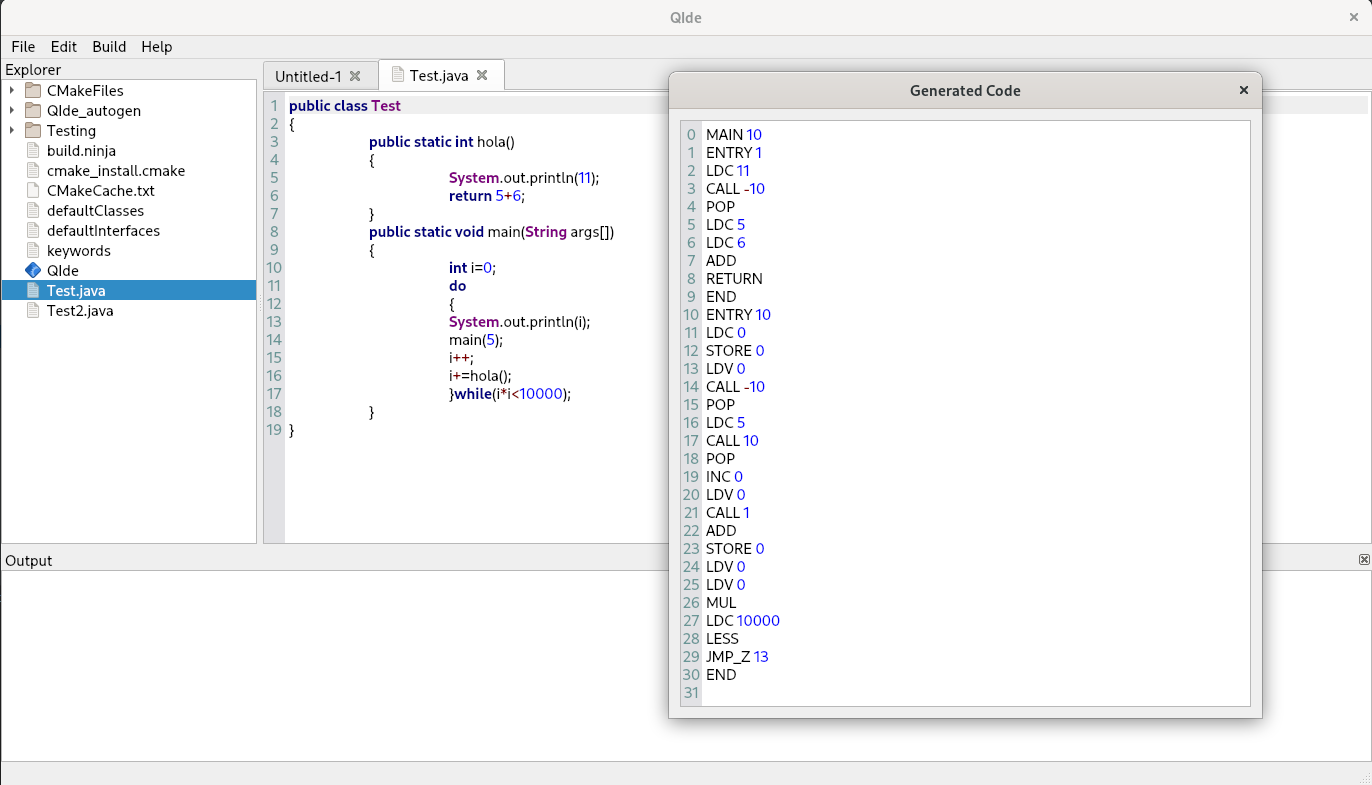 QIde
File Edit Build Help
Explorer
CMakeFiles
QIde_autogen
Testing
build.ninja
cmake_install.cmake
CMakeCache.txt
defaultClasses
defaultInterfaces
keywords
QIde
Test.java
Test2.java
Untitled-1
Test.java
1 public class Test
2 {
3 public static int hola()
4 {
5 System.out.println(11);
6 return 5+6;
7 }
8 public static void main(String args[])
9 {
10 int i=0;
11 do
12 {
13 System.out.println(i);
14 main(5);
15 i++;
16 i+=hola();
17 }while(i*i<10000);
18 }
19 }
Generated Code
0 MAIN 10
1 ENTRY 1
2 LDC 11
3 CALL -10
4 POP
5 LDC 5
6 LDC 6
7 ADD
8 RETURN
9 END
10 ENTRY 10
11 LDC 0
12 STORE 0
13 LDV 0
14 CALL -10
15 POP
16 LDC 5
17 CALL 10
18 POP
19 INC 0
20 LDV 0
21 CALL 1
22 ADD
23 STORE 0
24 LDV 0
25 LDV 0
26 MUL
27 LDC 10000
28 LESS
29 JMP_Z 13
30 END
31
Output